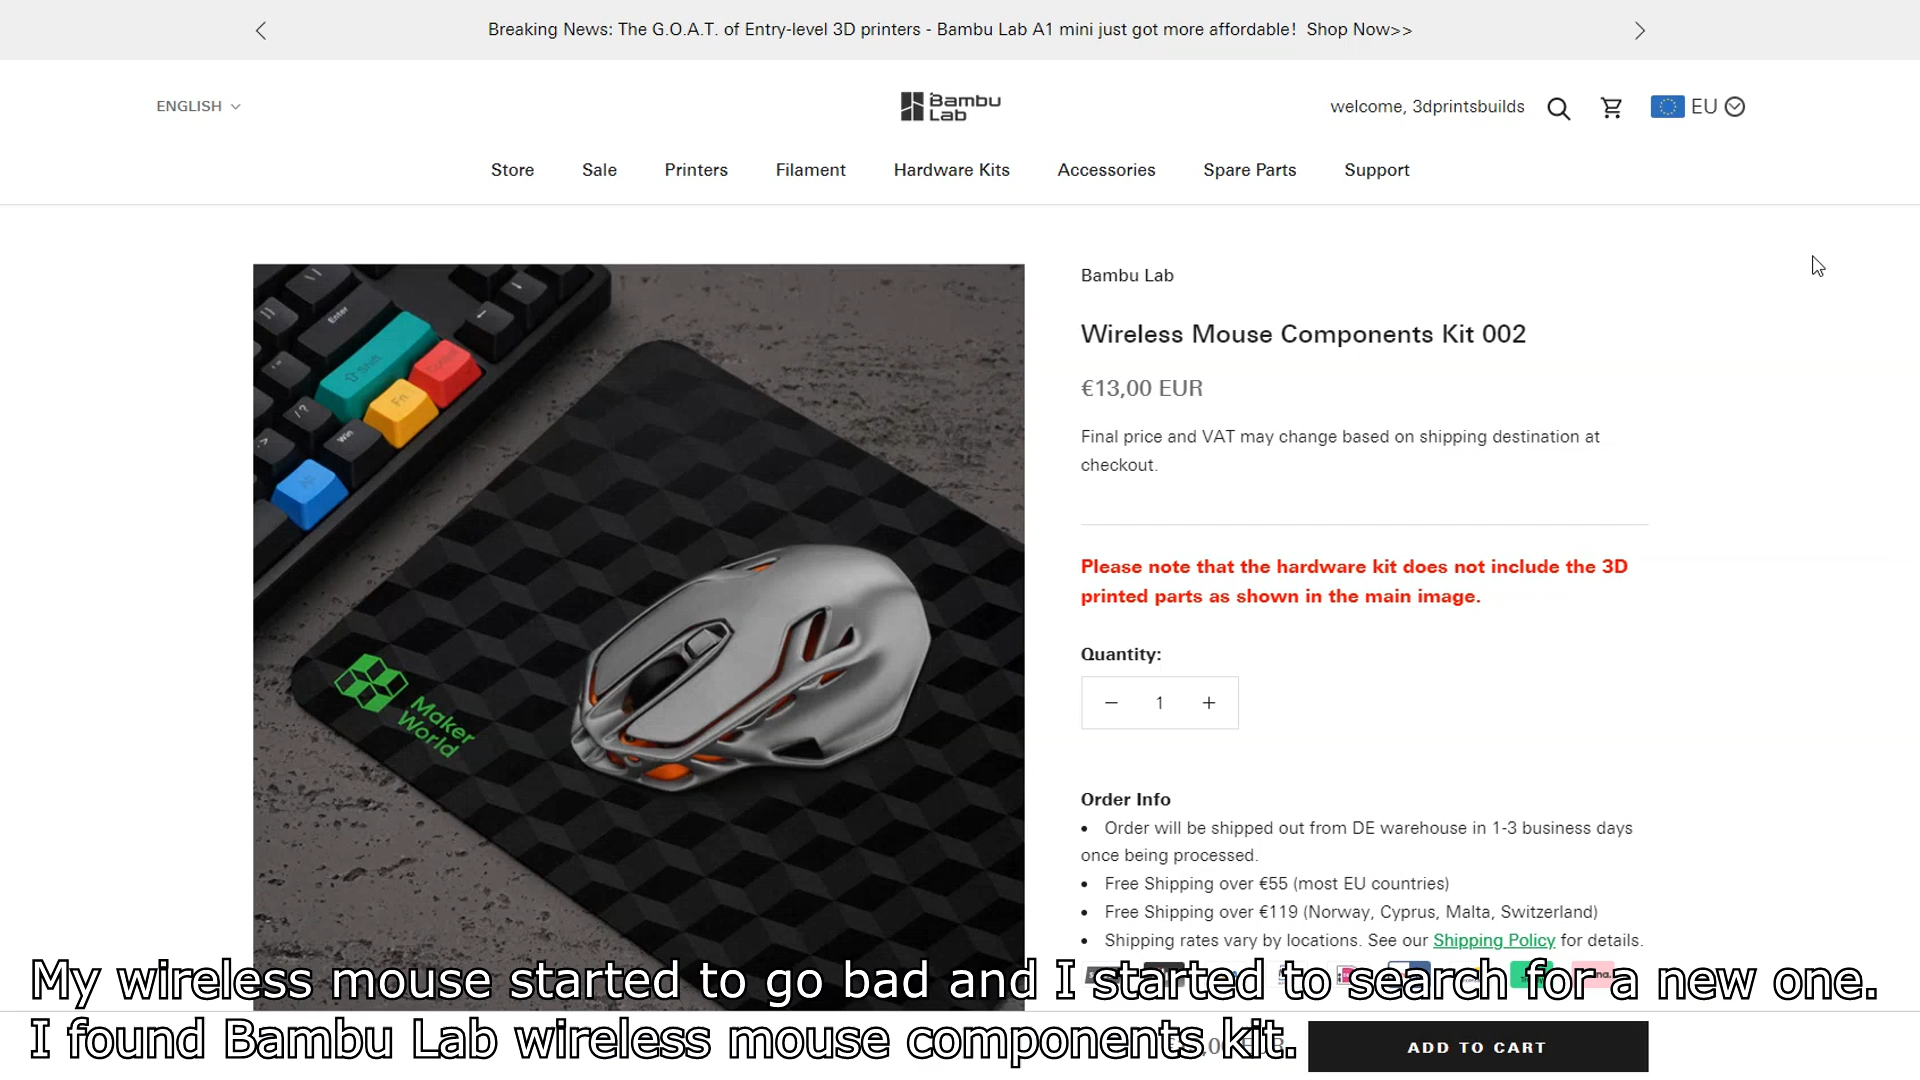 Breaking News: The G.O.A.T. of Entry-level 3D printers - Bambu Lab A1 mini just got more affordable! Shop Now>>
ENGLISH
Bambu
Lab
welcome, 3dprintsbuilds
EU
Store Sale Printers Filament Hardware Kits Accessories Spare Parts Support
Enter
Shift
Fn
Win
Maker
World
Bambu Lab
Wireless Mouse Components Kit 002
€13,00 EUR
Final price and VAT may change based on shipping destination at
checkout.
Please note that the hardware kit does not include the 3D
printed parts as shown in the main image.
Quantity:
− 1 +
Order Info
• Order will be shipped out from DE warehouse in 1-3 business days
once being processed.
• Free Shipping over €55 (most EU countries)
• Free Shipping over €119 (Norway, Cyprus, Malta, Switzerland)
• Shipping rates vary by locations. See our Shipping Policy for details.
My wireless mouse started to go bad and I started to search for a new one.
I found Bambu Lab wireless mouse components kit.
ADD TO CART